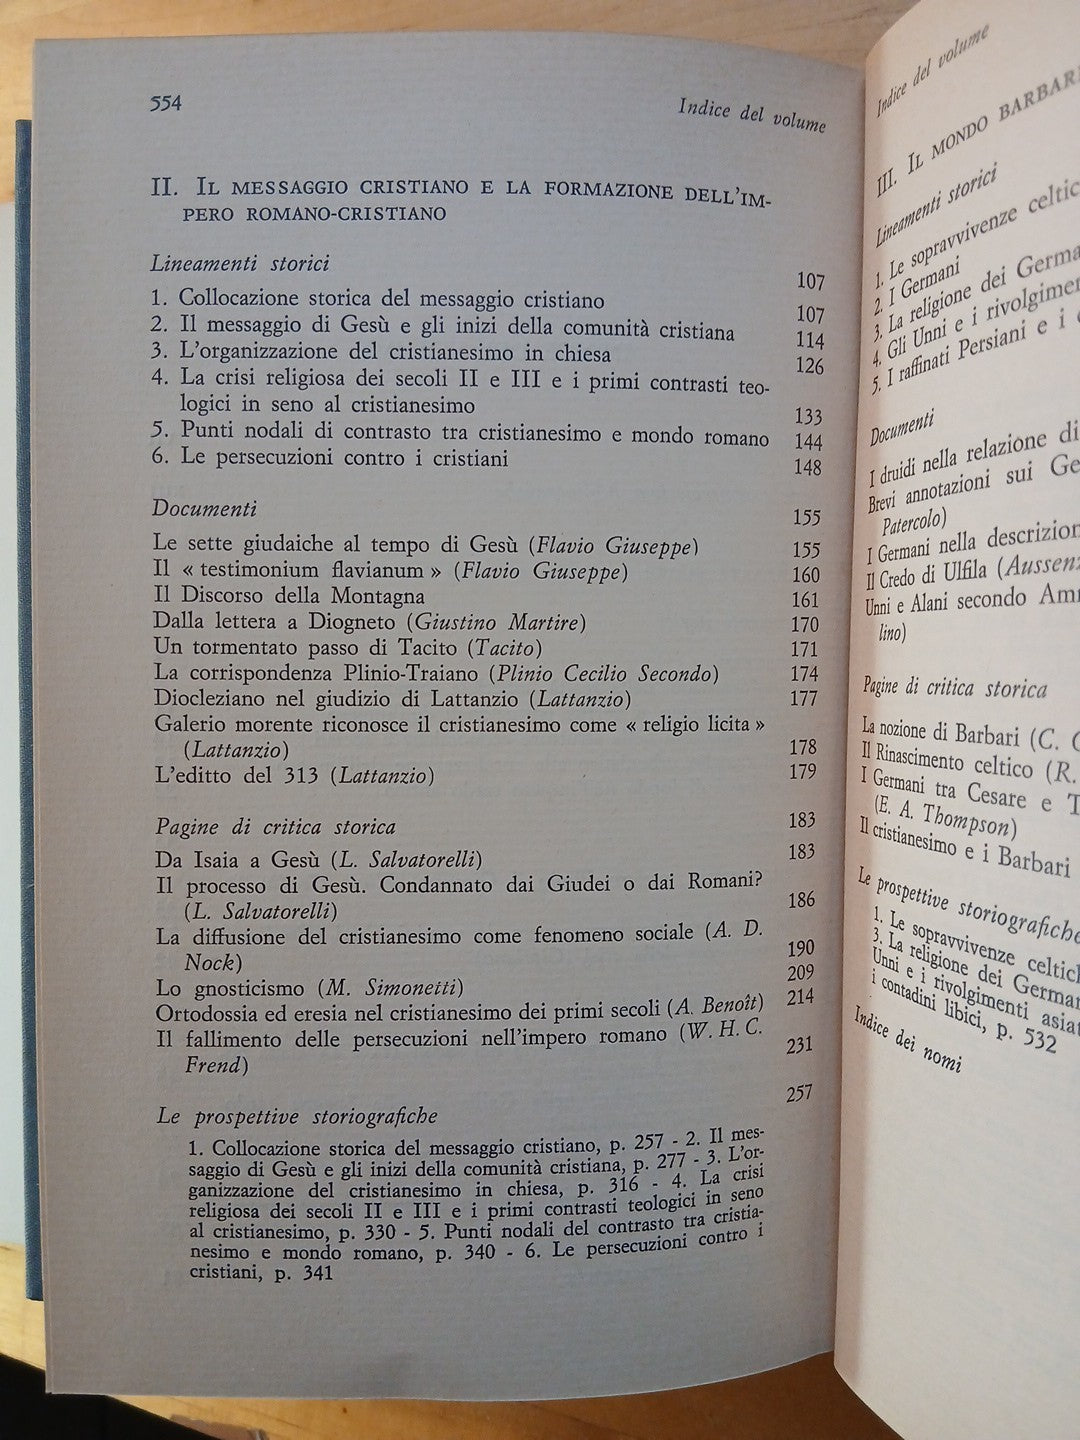 554
Indice del volume
II. IL MESSAGGIO CRISTIANO E LA FORMAZIONE DELL'IM-
PERO ROMANO-CRISTIANO
Lineamenti storici 107
1. Collocazione storica del messaggio cristiano 107
2. Il messaggio di Gesù e gli inizi della comunità cristiana 114
3. L'organizzazione del cristianesimo in chiesa 126
4. La crisi religiosa dei secoli II e III e i primi contrasti teo-
logici in seno al cristianesimo 133
5. Punti nodali di contrasto tra cristianesimo e mondo romano 144
6. Le persecuzioni contro i cristiani 148
Documenti 155
Le sette giudaiche al tempo di Gesù (Flavio Giuseppe) 155
Il « testimonium flavianum » (Flavio Giuseppe) 160
Il Discorso della Montagna 161
Dalla lettera a Diogneto (Giustino Martire) 170
Un tormentato passo di Tacito (Tacito) 171
La corrispondenza Plinio-Traiano (Plinio Cecilio Secondo) 174
Diocleziano nel giudizio di Lattanzio (Lattanzio) 177
Galerio morente riconosce il cristianesimo come « religio licita »
(Lattanzio) 178
L'editto del 313 (Lattanzio) 179
Pagine di critica storica 183
Da Isaia a Gesù (L. Salvatorelli) 183
Il processo di Gesù. Condannato dai Giudei o dai Romani?
(L. Salvatorelli) 186
La diffusione del cristianesimo come fenomeno sociale (A. D.
Nock) 190
Lo gnosticismo (M. Simonetti) 209
Ortodossia ed eresia nel cristianesimo dei primi secoli (A. Benoît) 214
Il fallimento delle persecuzioni nell'impero romano (W. H. C.
Frend) 231
Le prospettive storiografiche 257
1. Collocazione storica del messaggio cristiano, p. 257 - 2. Il mes-
saggio di Gesù e gli inizi della comunità cristiana, p. 277 - 3. L'or-
ganizzazione del cristianesimo in chiesa, p. 316 - 4. La crisi
religiosa dei secoli II e III e i primi contrasti teologici in seno
al cristianesimo, p. 330 - 5. Punti nodali del contrasto tra cristia-
nesimo e mondo romano, p. 340 - 6. Le persecuzioni contro i
cristiani, p. 341
Indice del volume
III. IL MONDO BARBAR
Lineamenti storici
1. Le sopravvivenze celtic
2. I Germani
3. La religione dei Germa
4. Gli Unni e i rivolgimen
5. I raffinati Persiani e i
Documenti
I druidi nella relazione di
Brevi annotazioni sui Ge
Patercolo)
I Germani nella descrizion
Il Credo di Ulfila (Aussenz
Unni e Alani secondo Am
lino)
Pagine di critica storica
La nozione di Barbari (C.
Il Rinascimento celtico (R.
I Germani tra Cesare e T
(E. A. Thompson)
Il cristianesimo e i Barbari
Le prospettive storiografiche
1. Le sopravvivenze celtich
3. La religione dei German
Unni e i rivolgimenti asiat
i contadini libici, p. 532
Indice dei nomi